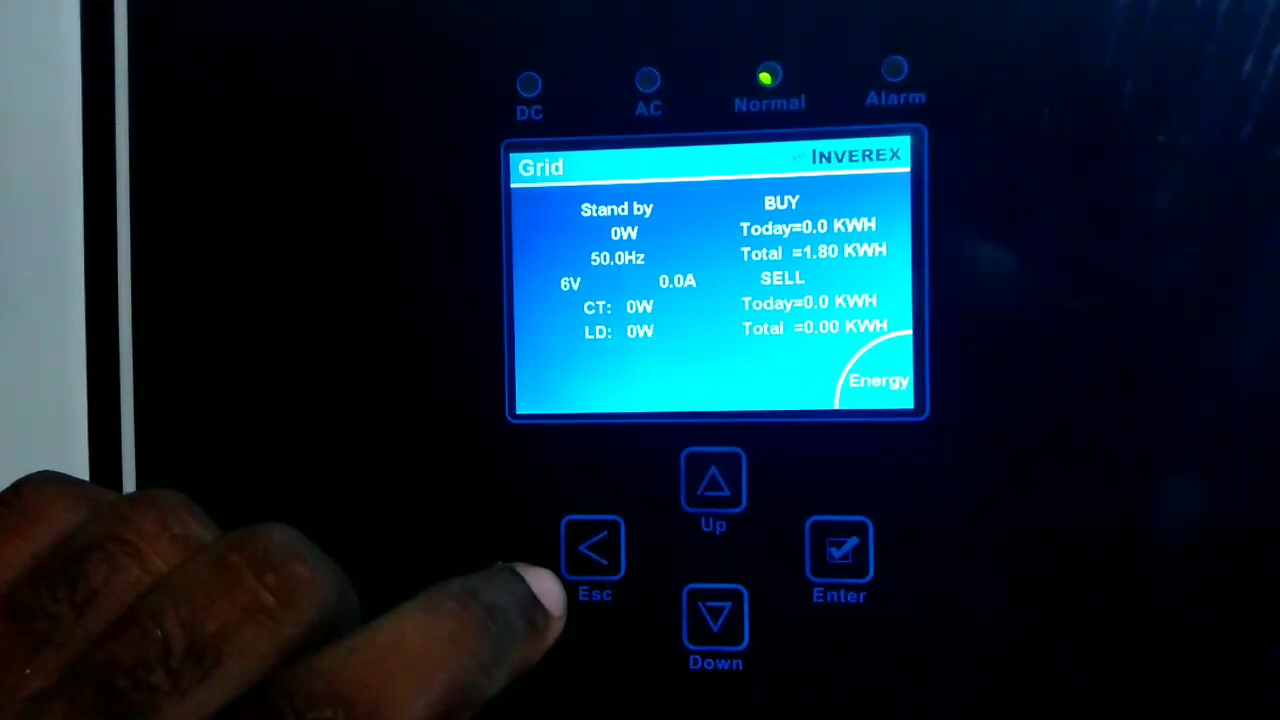 DC AC Normal Alarm
Grid INVEREX
Stand by
0W
50.0Hz
6V 0.0A
CT: 0W
LD: 0W
BUY
Today=0.0 KWH
Total =1.80 KWH
SELL
Today=0.0 KWH
Total =0.00 KWH
Energy
Up
Esc
Enter
Down